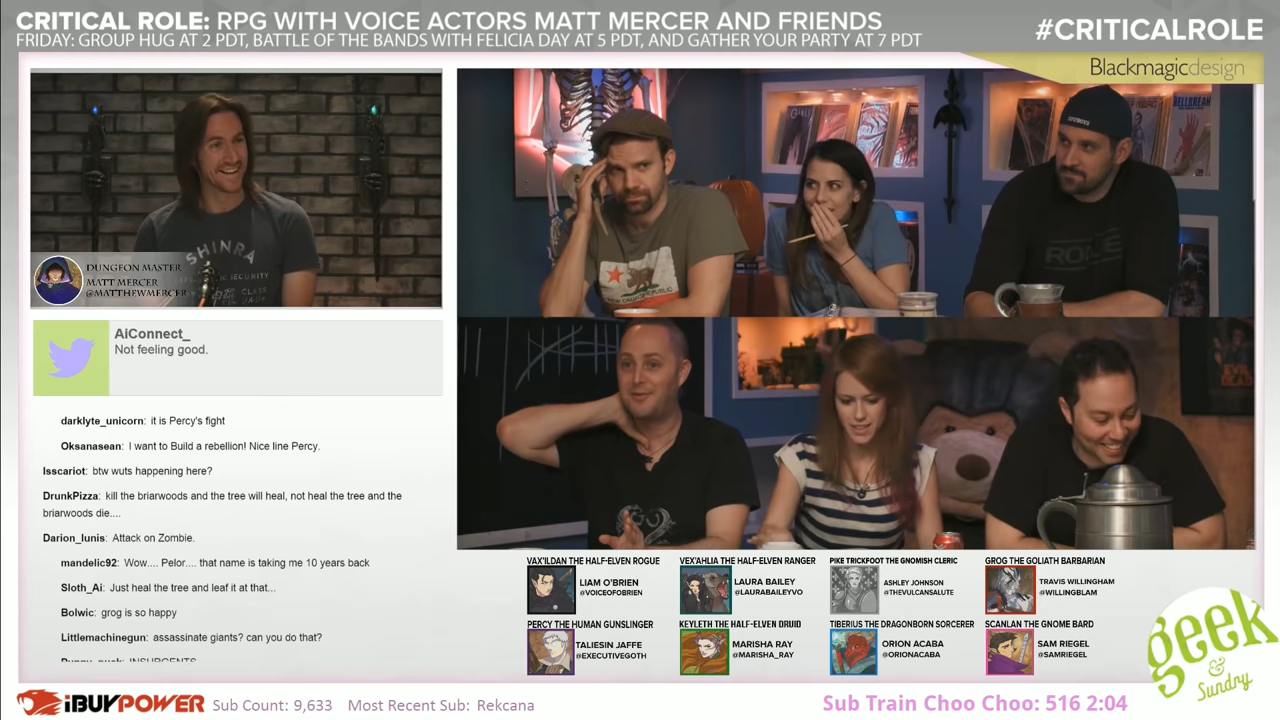 CRITICAL ROLE: RPG WITH VOICE ACTORS MATT MERCER AND FRIENDS
FRIDAY: GROUP HUG AT 2 PDT, BATTLE OF THE BANDS WITH FELICIA DAY AT 5 PDT, AND GATHER YOUR PARTY AT 7 PDT
#CRITICALROLE
Blackmagicdesign
SHINRA
DUNGEON MASTER
MATT MERCER
@MATTHEWMERCER
AiConnect_
Not feeling good.
darklyte_unicorn: it is Percy's fight
Oksanasean: I want to Build a rebellion! Nice line Percy.
Isscariot: btw wuts happening here?
DrunkPizza: kill the briarwoods and the tree will heal, not heal the tree and the
briarwoods die....
Darion_lunis: Attack on Zombie.
mandelic92: Wow.... Pelor.... that name is taking me 10 years back
Sloth_Ai: Just heal the tree and leaf it at that...
Bolwic: grog is so happy
Littlemachinegun: assassinate giants? can you do that?
VAX'ILDAN THE HALF-ELVEN ROGUE
LIAM O'BRIEN
@VOICEOFOBRIEN
VEX'AHLIA THE HALF-ELVEN RANGER
LAURA BAILEY
@LAURABAILEYVO
PIKE TRICKFOOT THE GNOMISH CLERIC
ASHLEY JOHNSON
@THEVULCANSALUTE
GROG THE GOLIATH BARBARIAN
TRAVIS WILLINGHAM
@WILLINGBLAM
PERCY THE HUMAN GUNSLINGER
TALIESIN JAFFE
@EXECUTIVEGOTH
KEYLETH THE HALF-ELVEN DRUID
MARISHA RAY
@MARISHA_RAY
TIBERIUS THE DRAGONBORN SORCERER
ORION ACABA
@ORIONACABA
SCANLAN THE GNOME BARD
SAM RIEGEL
@SAMRIEGEL
geek
&
Sundry
iBUYPOWER
Sub Count: 9,633
Most Recent Sub: Rekcana
Sub Train Choo Choo: 516 2:04